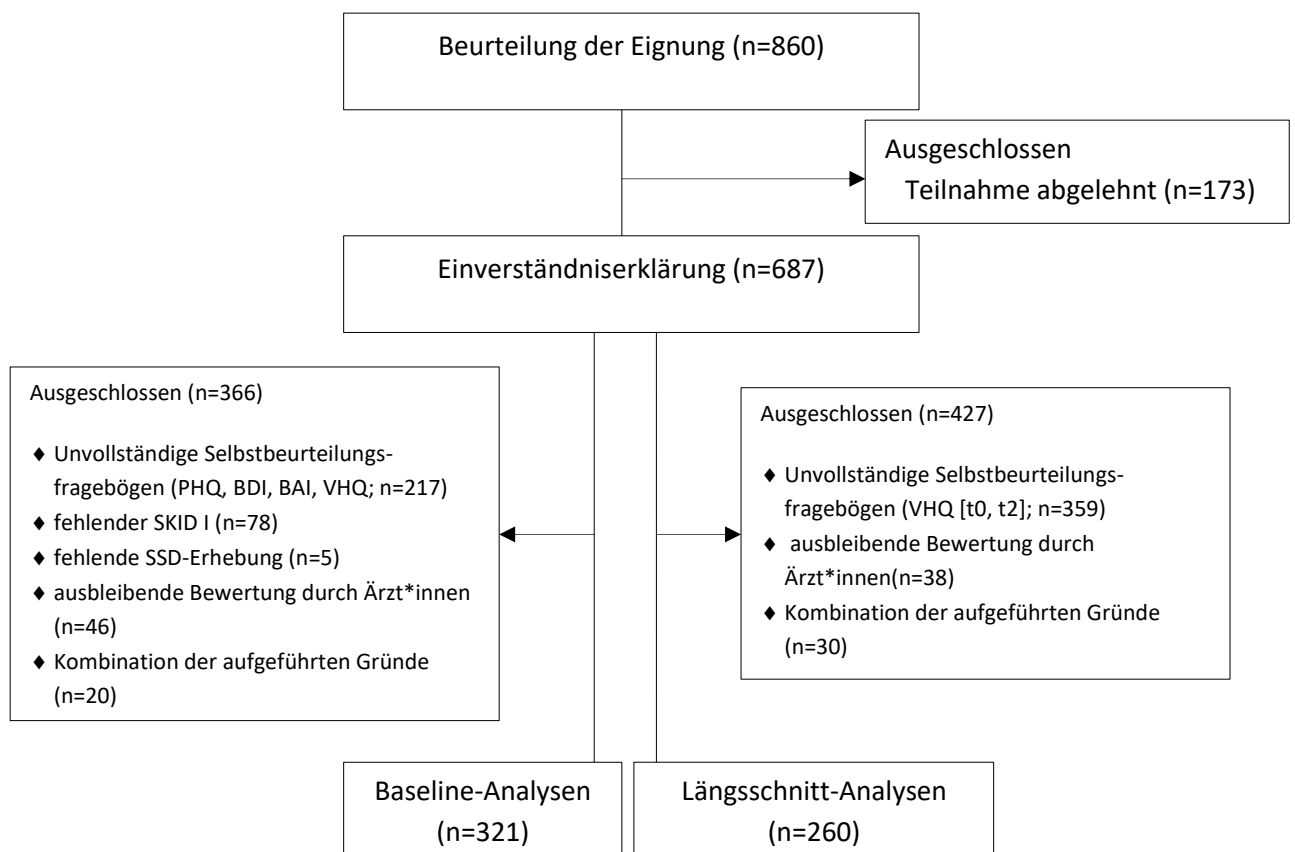 Beurteilung der Eignung (n=860)
Ausgeschlossen
Teilnahme abgelehnt (n=173)
Einverständniserklärung (n=687)
Ausgeschlossen (n=366)
♦ Unvollständige Selbstbeurteilungs-
fragebögen (PHQ, BDI, BAI, VHQ; n=217)
♦ fehlender SKID I (n=78)
♦ fehlende SSD-Erhebung (n=5)
♦ ausbleibende Bewertung durch Ärzt*innen
(n=46)
♦ Kombination der aufgeführten Gründe
(n=20)
Ausgeschlossen (n=427)
♦ Unvollständige Selbstbeurteilungs-
fragebögen (VHQ [t0, t2]; n=359)
♦ ausbleibende Bewertung durch
Ärzt*innen(n=38)
♦ Kombination der aufgeführten Gründe
(n=30)
Baseline-Analysen
(n=321)
Längsschnitt-Analysen
(n=260)